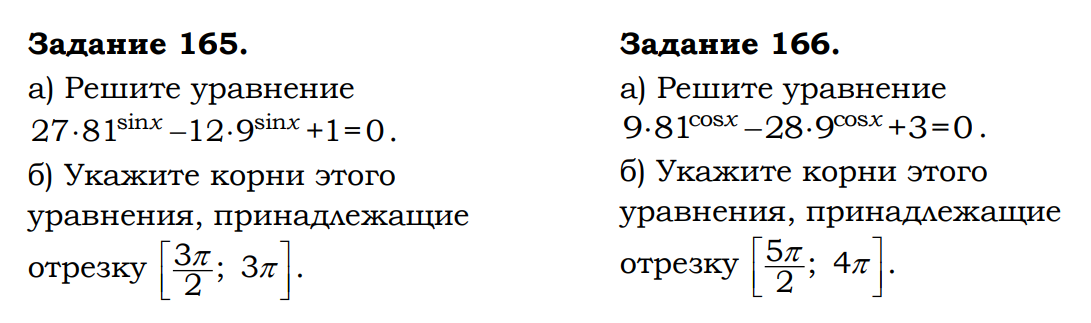 Задание 165.
а) Решите уравнение
27·81^sinx –12·9^sinx +1=0.
б) Укажите корни этого
уравнения, принадлежащие
отрезку [3π/2; 3π].
Задание 166.
а) Решите уравнение
9·81^cosx –28·9^cosx +3=0.
б) Укажите корни этого
уравнения, принадлежащие
отрезку [5π/2; 4π].